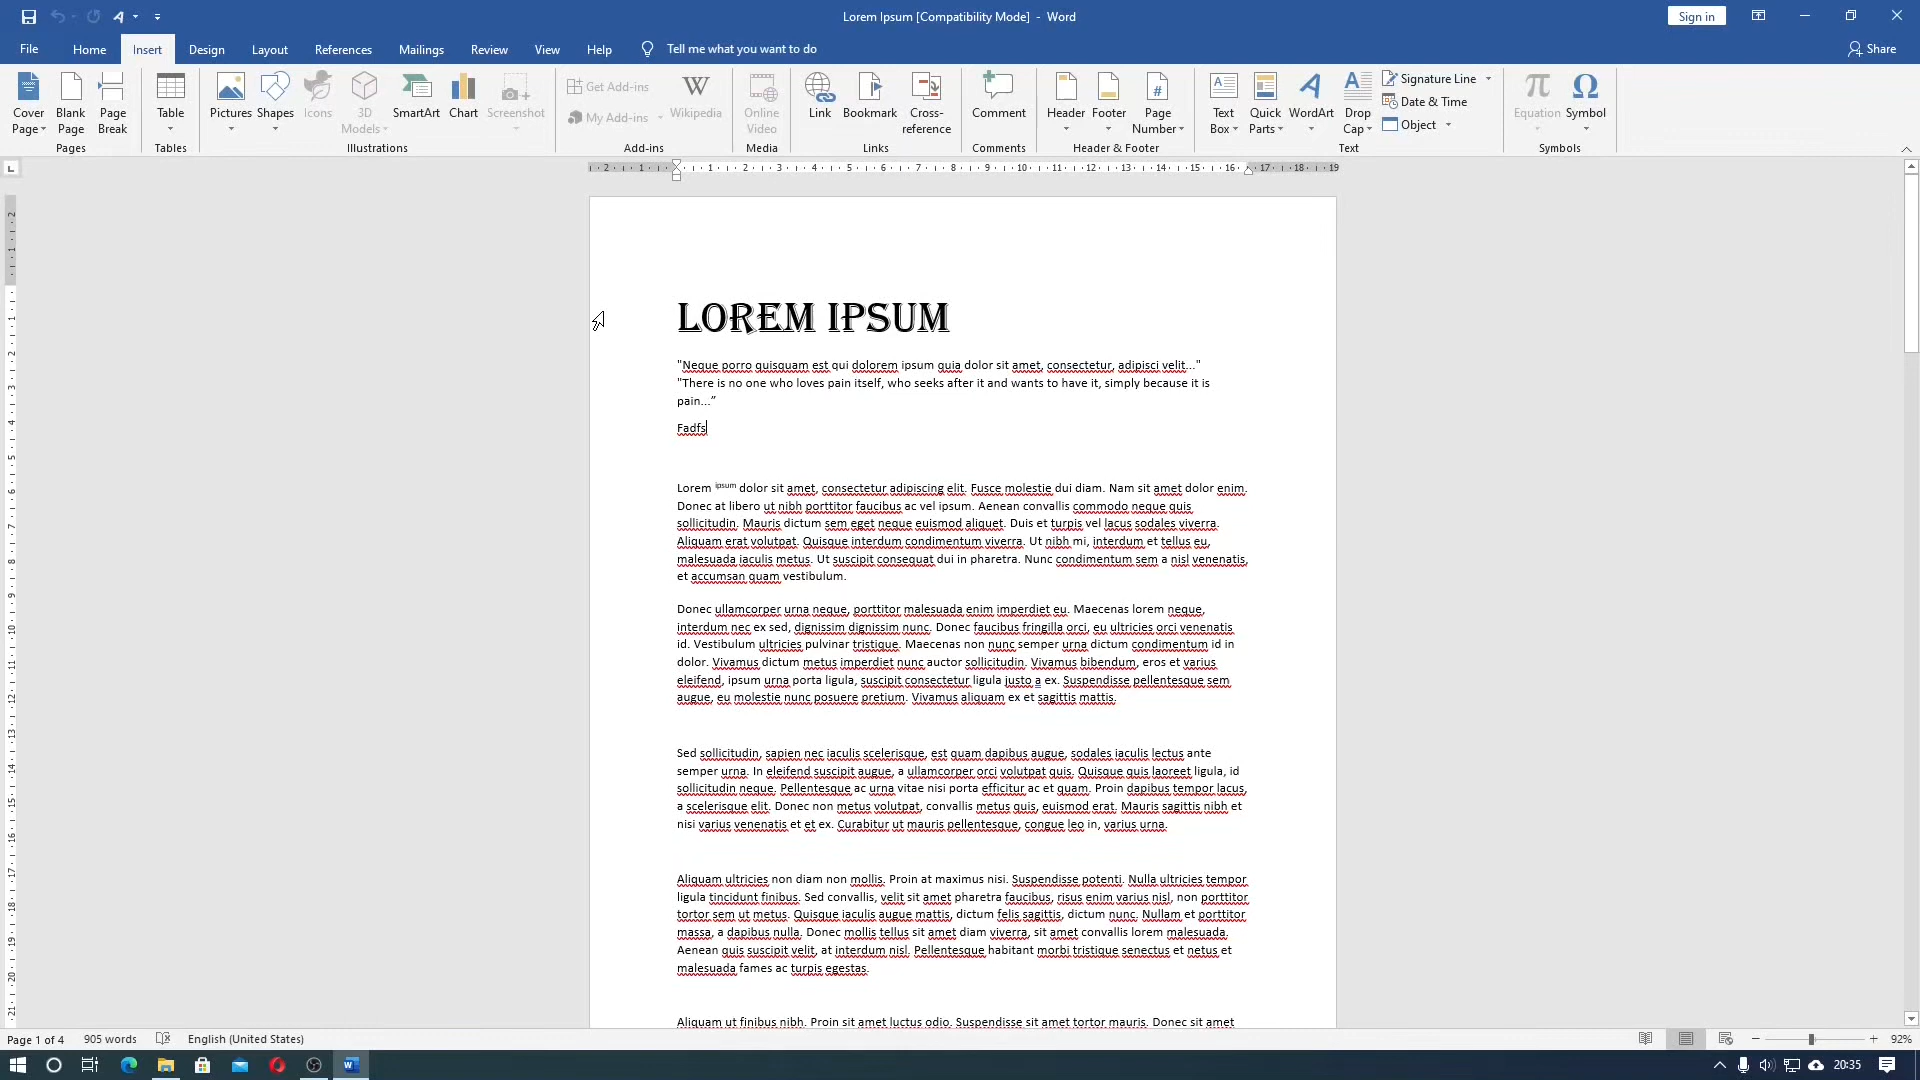 Lorem Ipsum [Compatibility Mode] - Word
Sign in
File Home Insert Design Layout References Mailings Review View Help Tell me what you want to do Share
Cover Page
Blank Page
Page Break
Table
Pictures
Shapes
Icons
3D Models
SmartArt
Chart
Screenshot
Get Add-ins
My Add-ins
Wikipedia
Online Video
Link
Bookmark
Cross-reference
Comment
Header
Footer
Page Number
Text Box
Quick Parts
WordArt
Drop Cap
Signature Line
Date & Time
Object
Equation
Symbol
Pages Tables Illustrations Add-ins Media Links Comments Header & Footer Text Symbols
2 1 1 2 3 4 5 6 7 8 9 10 11 12 13 14 15 16 17 18 19
LOREM IPSUM
"Neque porro quisquam est qui dolorem ipsum quia dolor sit amet, consectetur, adipisci velit..."
"There is no one who loves pain itself, who seeks after it and wants to have it, simply because it is
pain..."
Fadfs
Lorem ipsum dolor sit amet, consectetur adipiscing elit. Fusce molestie dui diam. Nam sit amet dolor enim.
Donec at libero ut nibh porttitor faucibus ac vel ipsum. Aenean convallis commodo neque quis
sollicitudin. Mauris dictum sem eget neque euismod aliquet. Duis et turpis vel lacus sodales viverra.
Aliquam erat volutpat. Quisque interdum condimentum viverra. Ut nibh mi, interdum et tellus eu,
malesuada iaculis metus. Ut suscipit consequat dui in pharetra. Nunc condimentum sem a nisl venenatis,
et accumsan quam vestibulum.
Donec ullamcorper urna neque, porttitor malesuada enim imperdiet eu. Maecenas lorem neque,
interdum nec ex sed, dignissim dignissim nunc. Donec faucibus fringilla orci, eu ultricies orci venenatis
id. Vestibulum ultricies pulvinar tristique. Maecenas non nunc semper urna dictum condimentum id in
dolor. Vivamus dictum metus imperdiet nunc auctor sollicitudin. Vivamus bibendum, eros et varius
eleifend, ipsum urna porta ligula, suscipit consectetur ligula justo a ex. Suspendisse pellentesque sem
augue, eu molestie nunc posuere pretium. Vivamus aliquam ex et sagittis mattis.
Sed sollicitudin, sapien nec iaculis scelerisque, est quam dapibus augue, sodales iaculis lectus ante
semper urna. In eleifend suscipit augue, a ullamcorper orci volutpat quis. Quisque quis laoreet ligula, id
sollicitudin neque. Pellentesque ac urna vitae nisi porta efficitur ac et quam. Proin dapibus tempor lacus,
a scelerisque elit. Donec non metus volutpat, convallis metus quis, euismod erat. Mauris sagittis nibh et
nisi varius venenatis et et ex. Curabitur ut mauris pellentesque, congue leo in, varius urna.
Aliquam ultricies non diam non mollis. Proin at maximus nisi. Suspendisse potenti. Nulla ultricies tempor
ligula tincidunt finibus. Sed convallis, velit sit amet pharetra faucibus, risus enim varius nisl, non porttitor
tortor sem ut metus. Quisque iaculis augue mattis, dictum felis sagittis, dictum nunc. Nullam et porttitor
massa, a dapibus nulla. Donec mollis tellus sit amet diam viverra, sit amet convallis lorem malesuada.
Aenean quis suscipit velit, at interdum nisl. Pellentesque habitant morbi tristique senectus et netus et
malesuada fames ac turpis egestas.
Aliquam ut finibus nibh. Proin sit amet luctus odio. Suspendisse sit amet tortor mauris. Donec sit amet
Page 1 of 4 905 words English (United States) 92%
20:35